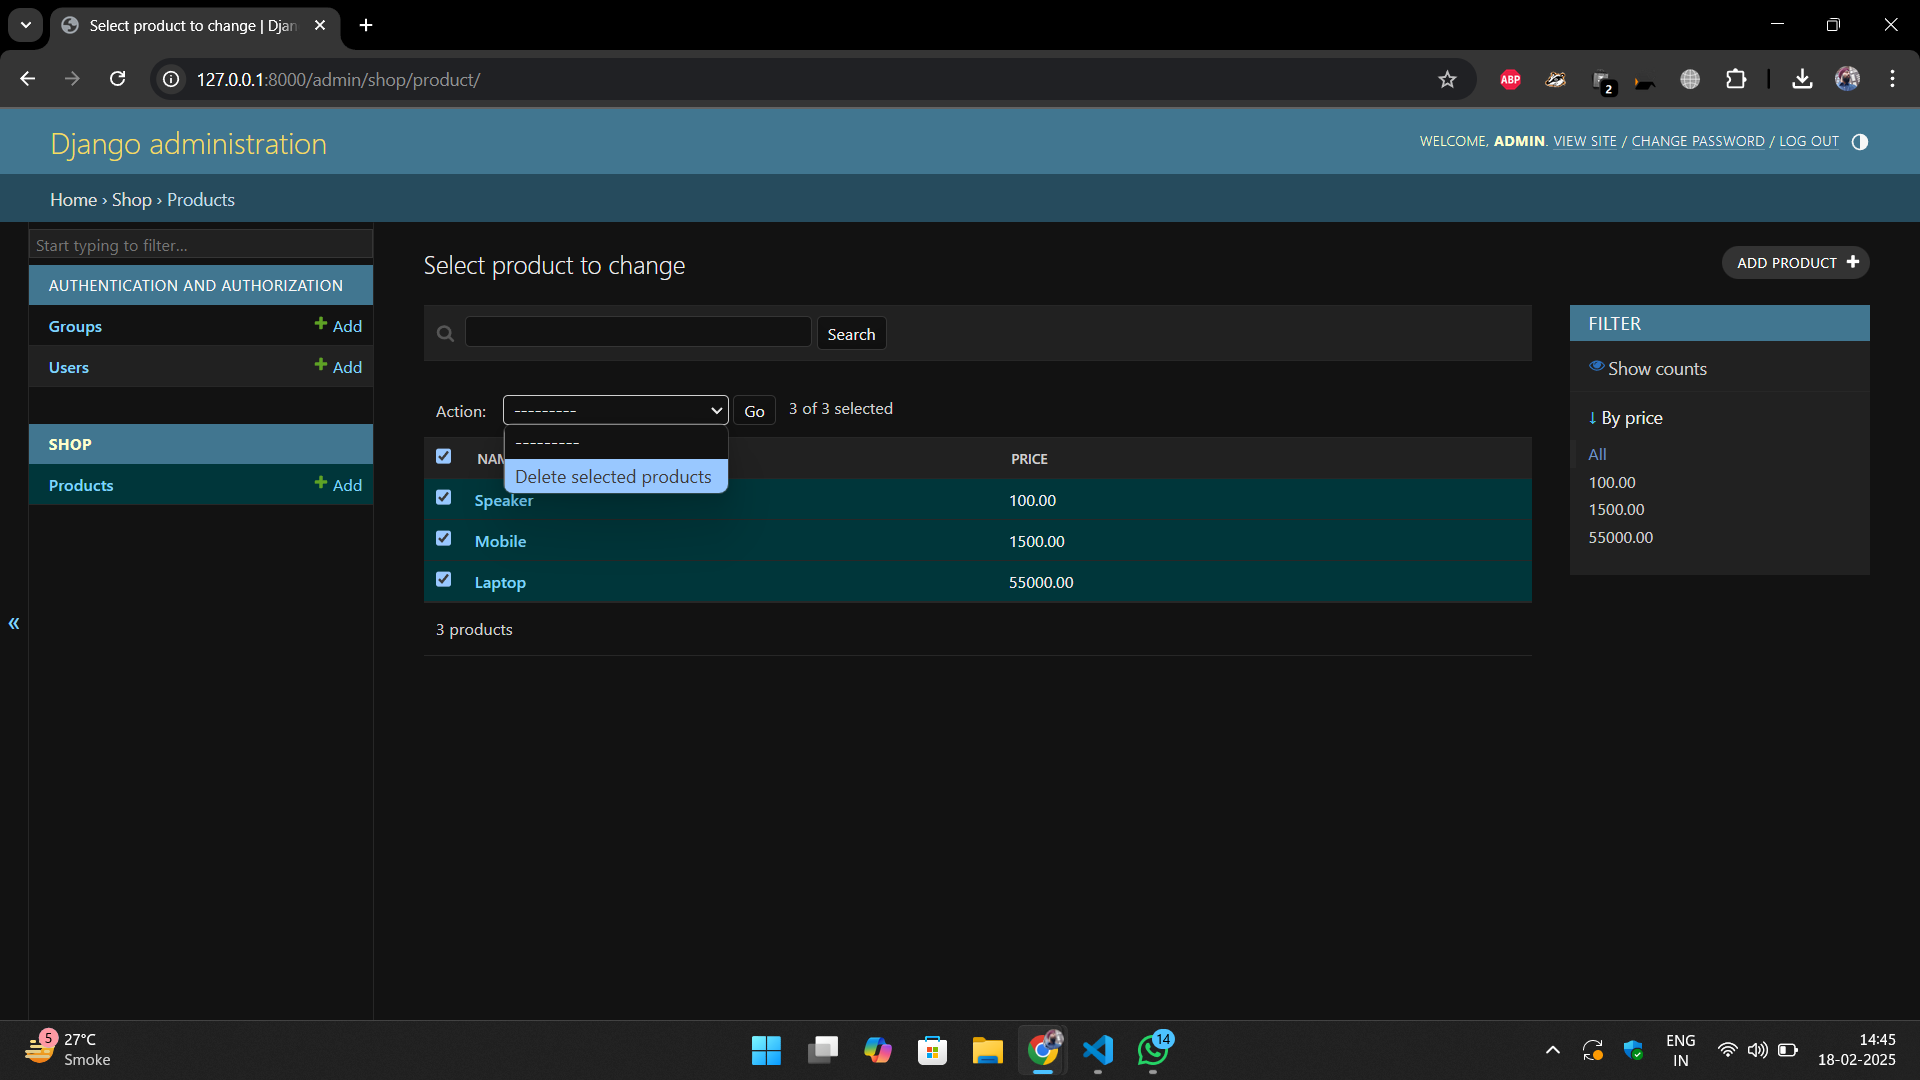 Select product to change | Djan
127.0.0.1:8000/admin/shop/product/
ABP
2
Django administration
WELCOME, ADMIN. VIEW SITE / CHANGE PASSWORD / LOG OUT
Home › Shop › Products
Start typing to filter...
AUTHENTICATION AND AUTHORIZATION
Groups
Add
Users
Add
SHOP
Products
Add
«
Select product to change
ADD PRODUCT
Search
Action:
---------
Go
3 of 3 selected
---------
Delete selected products
NAM
PRICE
Speaker
100.00
Mobile
1500.00
Laptop
55000.00
3 products
FILTER
Show counts
↓ By price
All
100.00
1500.00
55000.00
5
27°C
Smoke
14
ENG
IN
14:45
18-02-2025